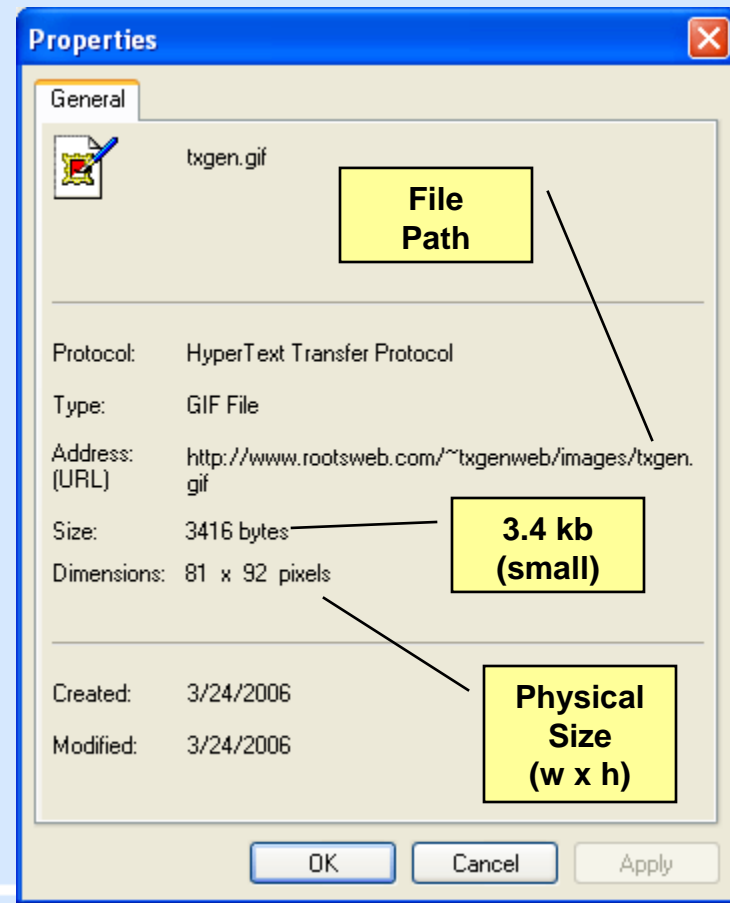 Properties
General
txgen.gif
File
Path
Protocol: HyperText Transfer Protocol
Type: GIF File
Address: http://www.rootsweb.com/~txgenweb/images/txgen.
(URL) gif
Size: 3416 bytes
3.4 kb
(small)
Dimensions: 81 x 92 pixels
Created: 3/24/2006
Physical
Size
(w x h)
Modified: 3/24/2006
OK Cancel Apply